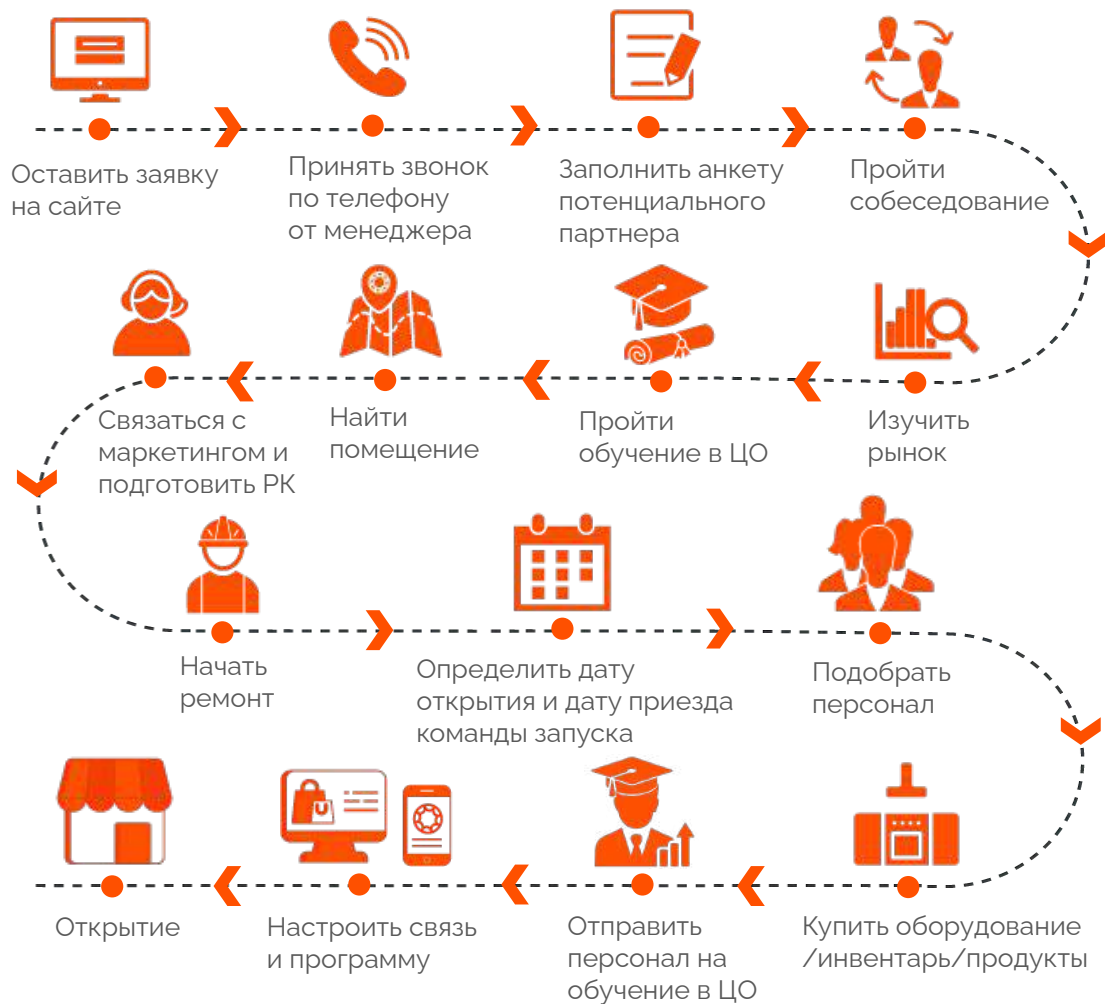 Оставить заявку
на сайте
Принять звонок
по телефону
от менеджера
Заполнить анкету
потенциального
партнера
Пройти
собеседование
Изучить
рынок
Пройти
обучение в ЦО
Найти
помещение
Связаться с
маркетингом и
подготовить РК
Начать
ремонт
Определить дату
открытия и дату приезда
команды запуска
Подобрать
персонал
Купить оборудование
/инвентарь/продукты
Отправить
персонал на
обучение в ЦО
Настроить связь
и программу
Открытие